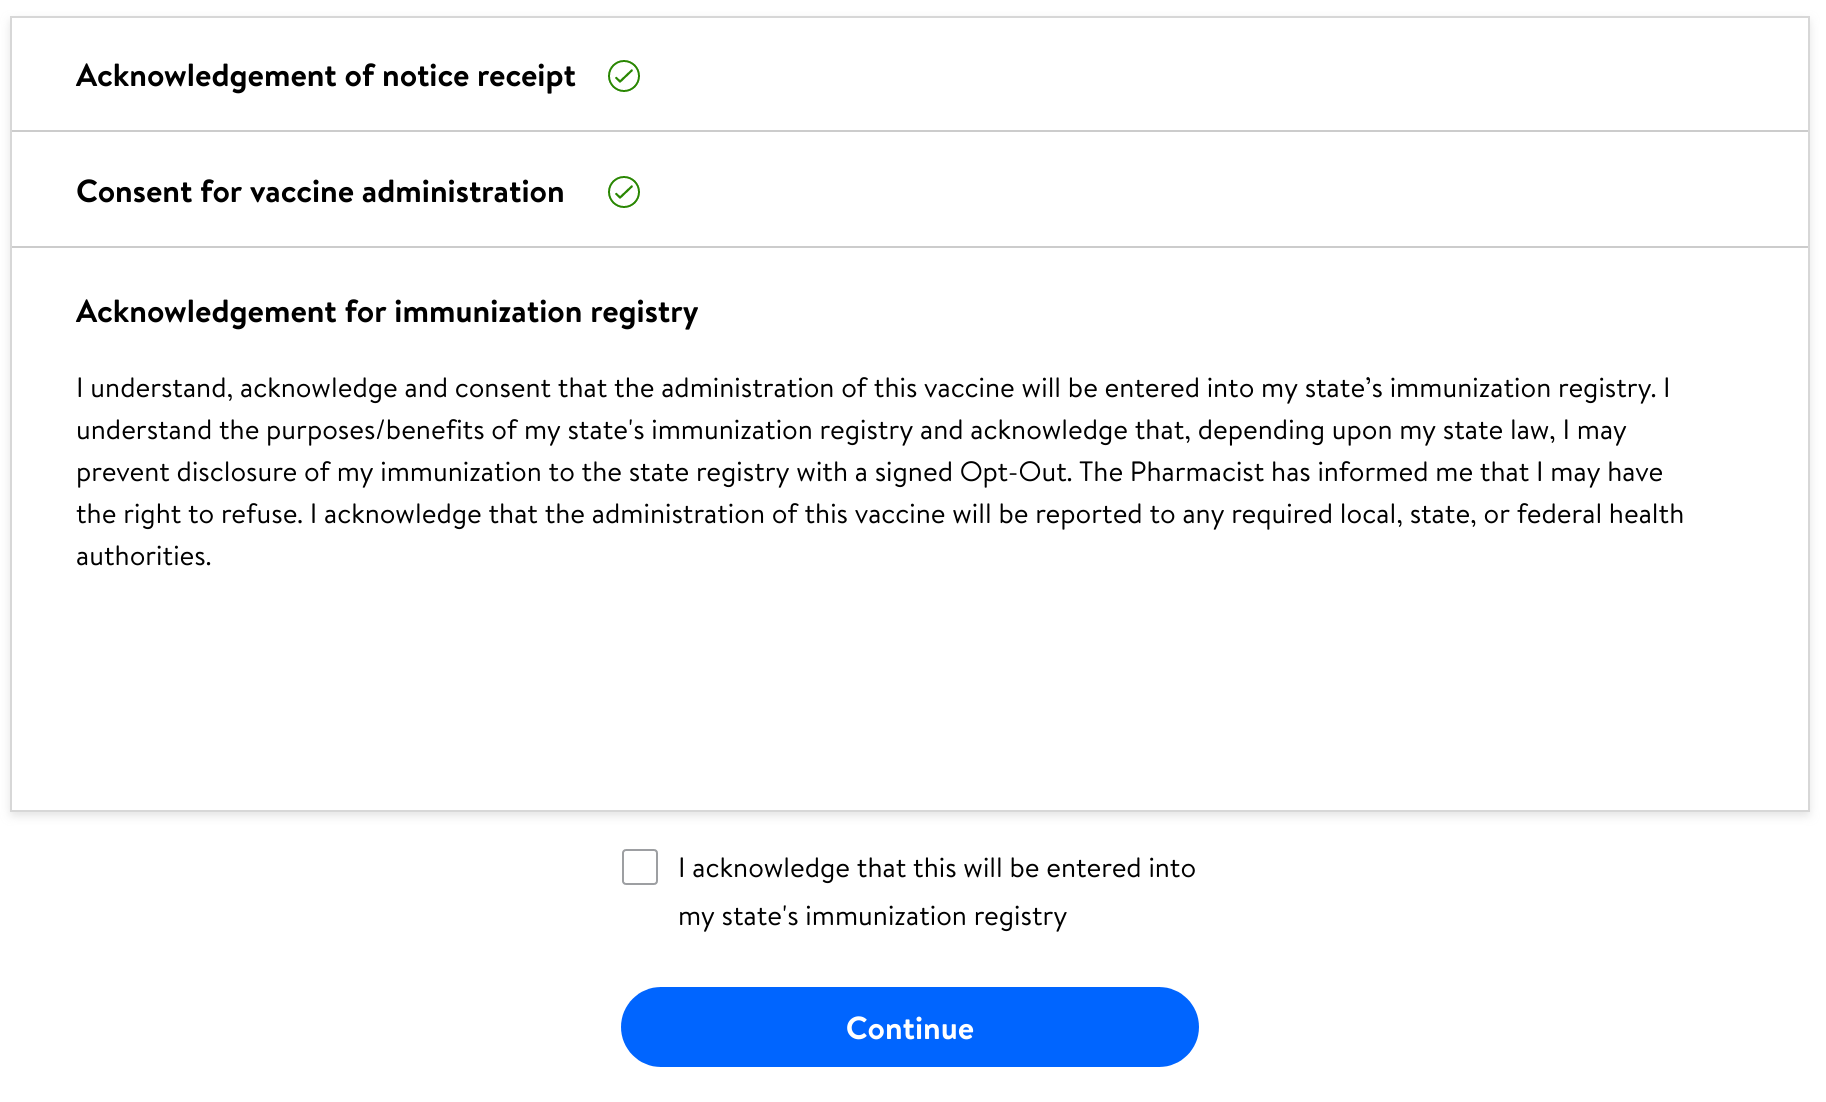 Acknowledgement of notice receipt
Consent for vaccine administration
Acknowledgement for immunization registry
I understand, acknowledge and consent that the administration of this vaccine will be entered into my state’s immunization registry. I
understand the purposes/benefits of my state's immunization registry and acknowledge that, depending upon my state law, I may
prevent disclosure of my immunization to the state registry with a signed Opt-Out. The Pharmacist has informed me that I may have
the right to refuse. I acknowledge that the administration of this vaccine will be reported to any required local, state, or federal health
authorities.
I acknowledge that this will be entered into
my state's immunization registry
Continue